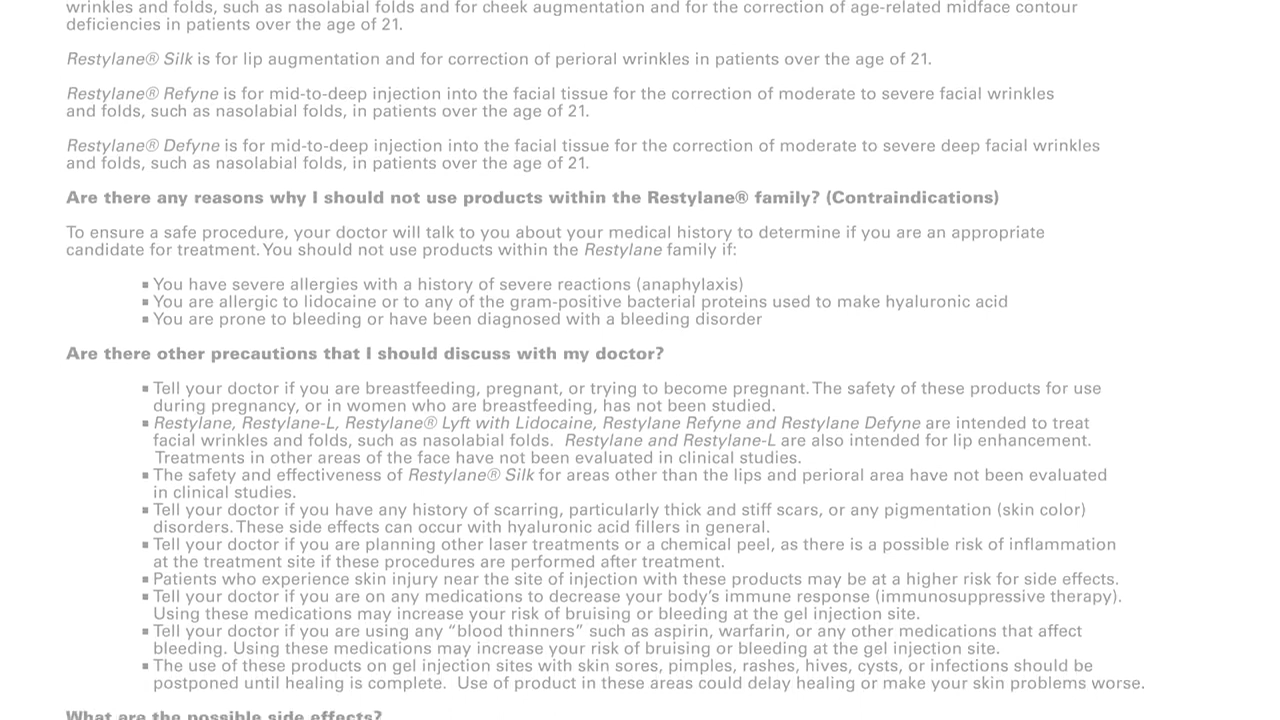 wrinkles and folds, such as nasolabial folds and for cheek augmentation and for the correction of age-related midface contour
deficiencies in patients over the age of 21.
Restylane® Silk is for lip augmentation and for correction of perioral wrinkles in patients over the age of 21.
Restylane® Refyne is for mid-to-deep injection into the facial tissue for the correction of moderate to severe facial wrinkles
and folds, such as nasolabial folds, in patients over the age of 21.
Restylane® Defyne is for mid-to-deep injection into the facial tissue for the correction of moderate to severe deep facial wrinkles
and folds, such as nasolabial folds, in patients over the age of 21.
Are there any reasons why I should not use products within the Restylane® family? (Contraindications)
To ensure a safe procedure, your doctor will talk to you about your medical history to determine if you are an appropriate
candidate for treatment. You should not use products within the Restylane family if:
▪ You have severe allergies with a history of severe reactions (anaphylaxis)
▪ You are allergic to lidocaine or to any of the gram-positive bacterial proteins used to make hyaluronic acid
▪ You are prone to bleeding or have been diagnosed with a bleeding disorder
Are there other precautions that I should discuss with my doctor?
▪ Tell your doctor if you are breastfeeding, pregnant, or trying to become pregnant. The safety of these products for use
during pregnancy, or in women who are breastfeeding, has not been studied.
▪ Restylane, Restylane-L, Restylane® Lyft with Lidocaine, Restylane Refyne and Restylane Defyne are intended to treat
facial wrinkles and folds, such as nasolabial folds. Restylane and Restylane-L are also intended for lip enhancement.
Treatments in other areas of the face have not been evaluated in clinical studies.
▪ The safety and effectiveness of Restylane® Silk for areas other than the lips and perioral area have not been evaluated
in clinical studies.
▪ Tell your doctor if you have any history of scarring, particularly thick and stiff scars, or any pigmentation (skin color)
disorders. These side effects can occur with hyaluronic acid fillers in general.
▪ Tell your doctor if you are planning other laser treatments or a chemical peel, as there is a possible risk of inflammation
at the treatment site if these procedures are performed after treatment.
▪ Patients who experience skin injury near the site of injection with these products may be at a higher risk for side effects.
▪ Tell your doctor if you are on any medications to decrease your body’s immune response (immunosuppressive therapy).
Using these medications may increase your risk of bruising or bleeding at the gel injection site.
▪ Tell your doctor if you are using any “blood thinners” such as aspirin, warfarin, or any other medications that affect
bleeding. Using these medications may increase your risk of bruising or bleeding at the gel injection site.
▪ The use of these products on gel injection sites with skin sores, pimples, rashes, hives, cysts, or infections should be
postponed until healing is complete. Use of product in these areas could delay healing or make your skin problems worse.
What are the possible side effects?